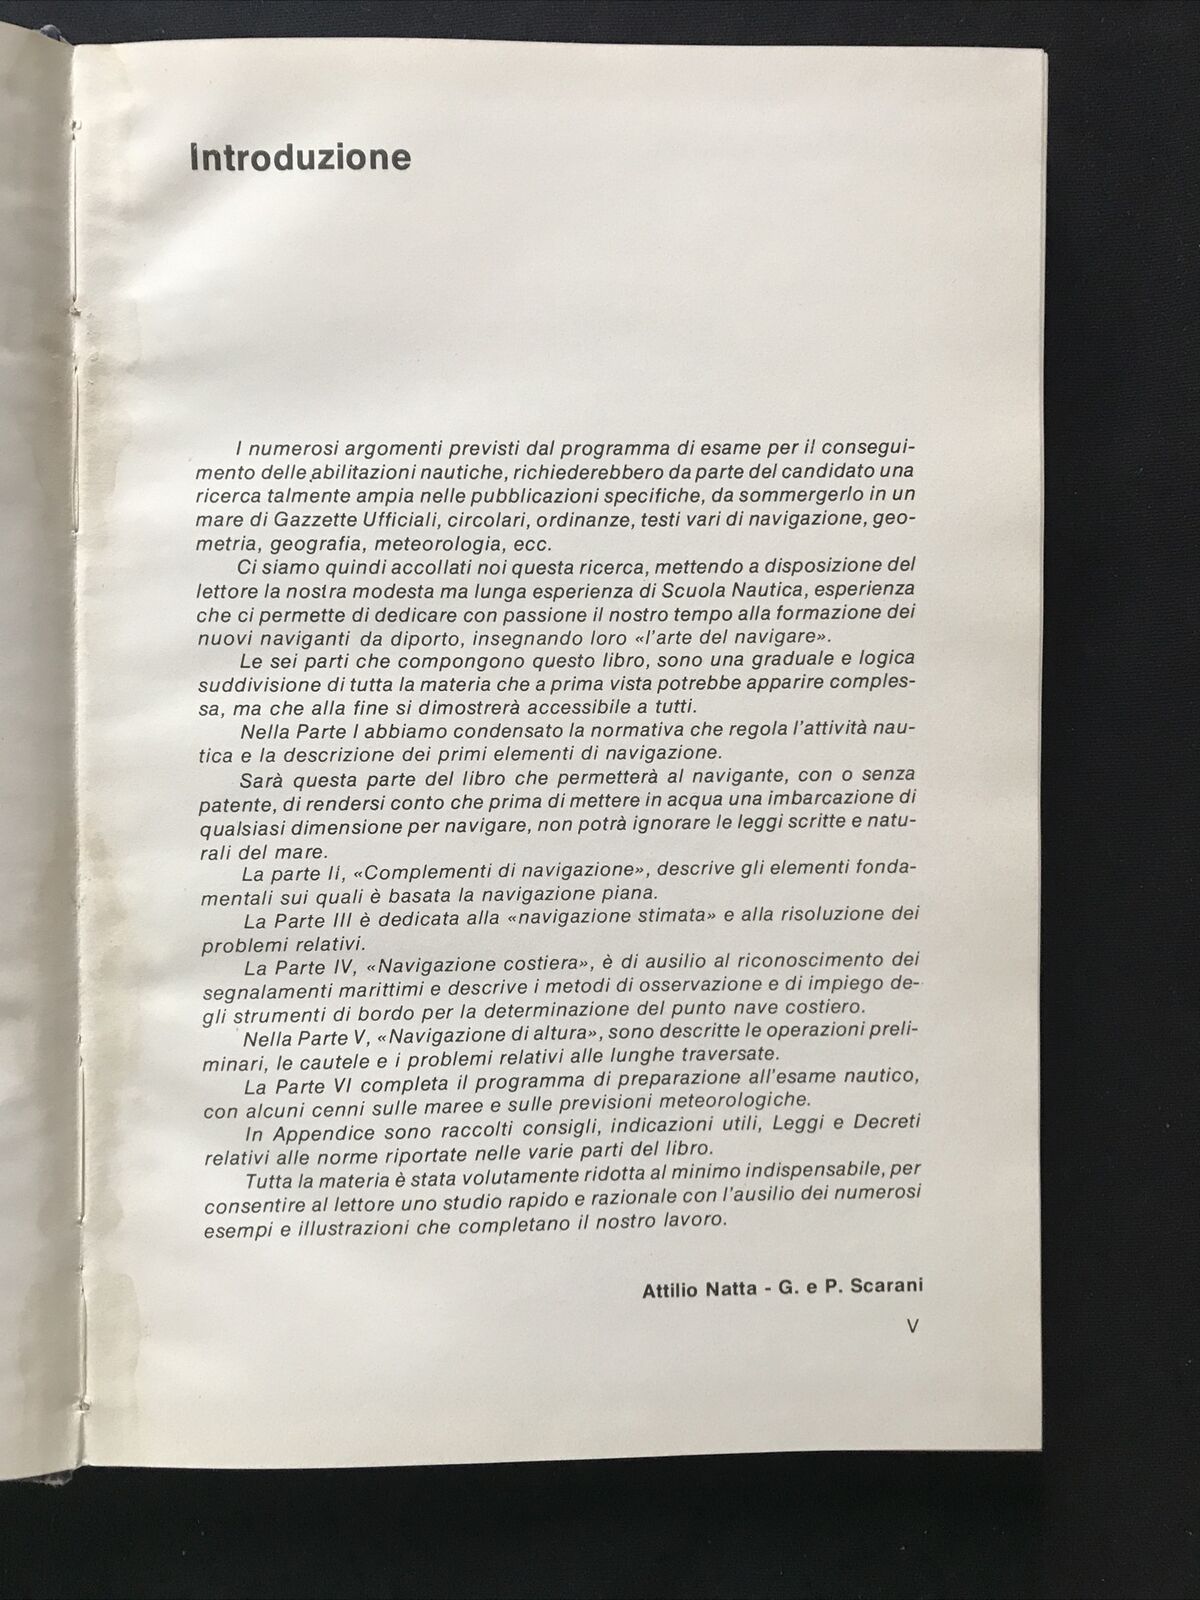 Introduzione
I numerosi argomenti previsti dal programma di esame per il consegui-
mento delle abilitazioni nautiche, richiederebbero da parte del candidato una
ricerca talmente ampia nelle pubblicazioni specifiche, da sommergerlo in un
mare di Gazzette Ufficiali, circolari, ordinanze, testi vari di navigazione, geo-
metria, geografia, meteorologia, ecc.
Ci siamo quindi accollati noi questa ricerca, mettendo a disposizione del
lettore la nostra modesta ma lunga esperienza di Scuola Nautica, esperienza
che ci permette di dedicare con passione il nostro tempo alla formazione dei
nuovi naviganti da diporto, insegnando loro «l'arte del navigare».
Le sei parti che compongono questo libro, sono una graduale e logica
suddivisione di tutta la materia che a prima vista potrebbe apparire comples-
sa, ma che alla fine si dimostrerà accessibile a tutti.
Nella Parte I abbiamo condensato la normativa che regola l'attività nau-
tica e la descrizione dei primi elementi di navigazione.
Sarà questa parte del libro che permetterà al navigante, con o senza
patente, di rendersi conto che prima di mettere in acqua una imbarcazione di
qualsiasi dimensione per navigare, non potrà ignorare le leggi scritte e natu-
rali del mare.
La parte Ii, «Complementi di navigazione», descrive gli elementi fonda-
mentali sui quali è basata la navigazione piana.
La Parte III è dedicata alla «navigazione stimata» e alla risoluzione dei
problemi relativi.
La Parte IV, «Navigazione costiera», è di ausilio al riconoscimento dei
segnalamenti marittimi e descrive i metodi di osservazione e di impiego de-
gli strumenti di bordo per la determinazione del punto nave costiero.
Nella Parte V, «Navigazione di altura», sono descritte le operazioni preli-
minari, le cautele e i problemi relativi alle lunghe traversate.
La Parte VI completa il programma di preparazione all'esame nautico,
con alcuni cenni sulle maree e sulle previsioni meteorologiche.
In Appendice sono raccolti consigli, indicazioni utili, Leggi e Decreti
relativi alle norme riportate nelle varie parti del libro.
Tutta la materia è stata volutamente ridotta al minimo indispensabile, per
consentire al lettore uno studio rapido e razionale con l'ausilio dei numerosi
esempi e illustrazioni che completano il nostro lavoro.
Attilio Natta - G. e P. Scarani
V